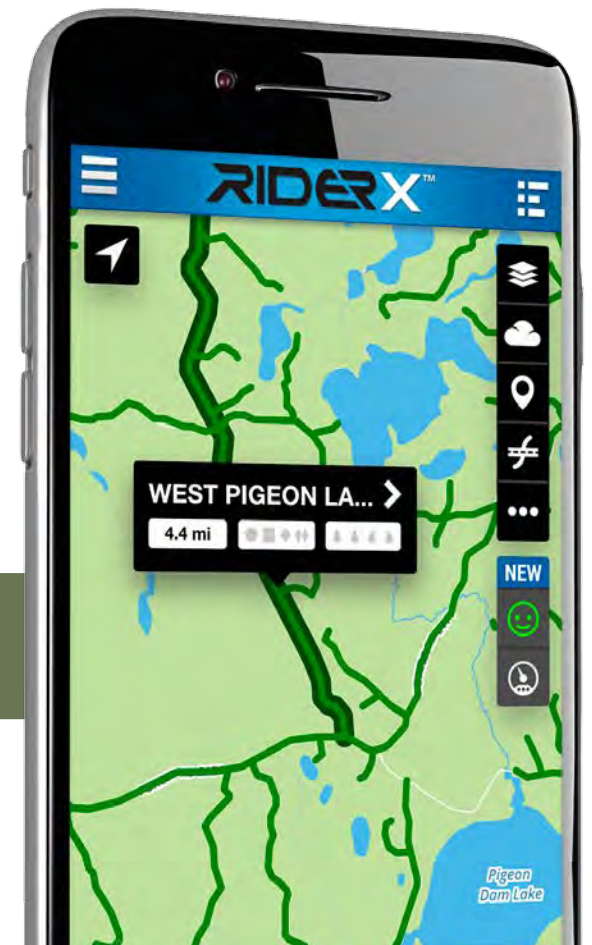 RIDERX™
WEST PIGEON LA...
4.4 mi
NEW
Pigeon
Dam Lake